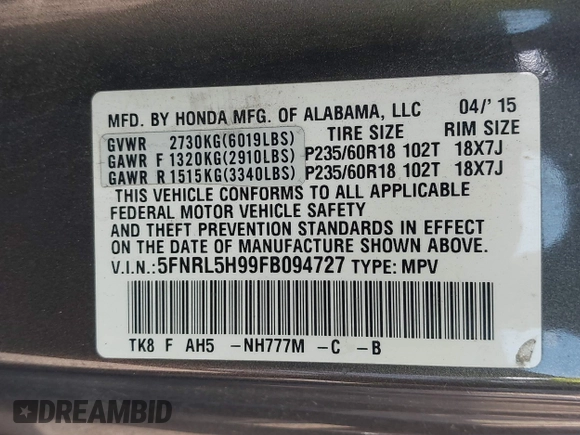 MFD. BY HONDA MFG. OF ALABAMA, LLC 04/'15
TIRE SIZE RIM SIZE
GVWR 2730KG(6019LBS)
GAWR F 1320KG(2910LBS) P235/60R18 102T 18X7J
GAWR R 1515KG(3340LBS) P235/60R18 102T 18X7J
THIS VEHICLE CONFORMS TO ALL APPLICABLE
FEDERAL MOTOR VEHICLE SAFETY
AND THEFT PREVENTION STANDARDS IN EFFECT
ON THE DATE OF MANUFACTURE SHOWN ABOVE.
V.I.N.:5FNRL5H99FB094727 TYPE: MPV
TK8 F AH5 -NH777M -C -B
DREAMBID